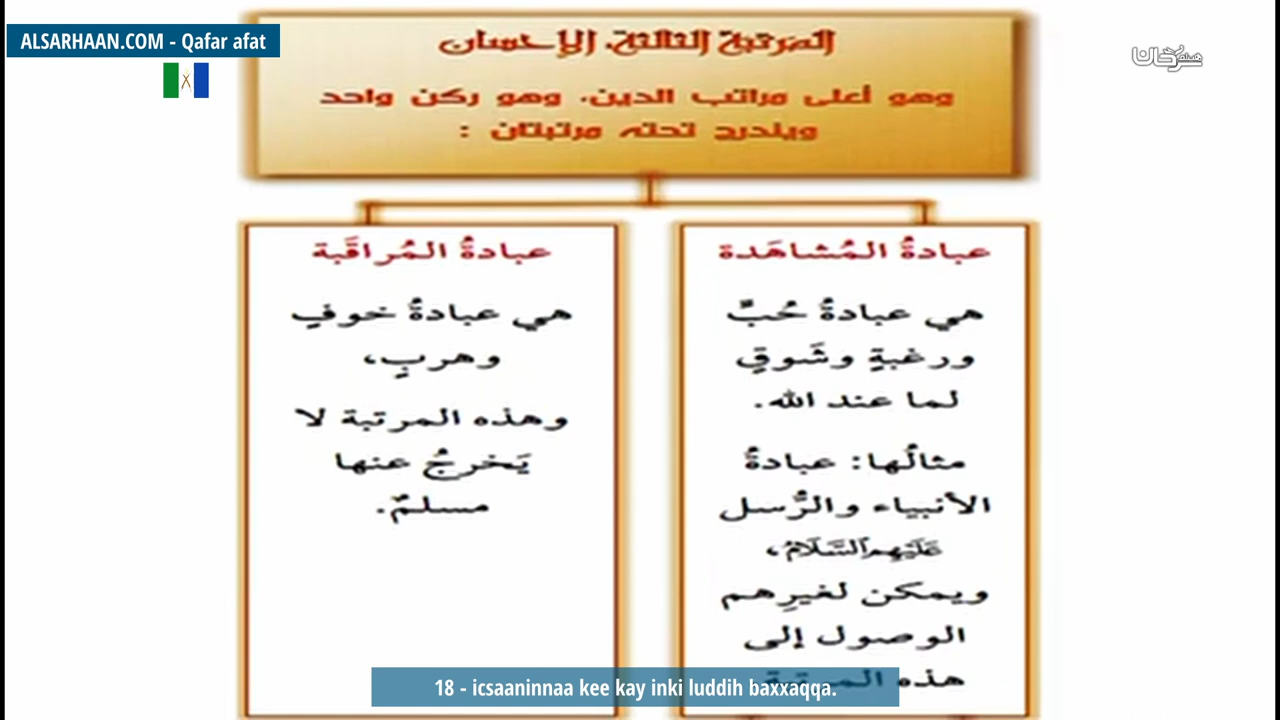 ALSARHAAN.COM - Qafar afat
المرتبة الثالثة، الإحسان
وهو أعلى مراتب الدين، وهو ركن واحد
ويندرج تحته مرتبتان :
عبادةُ المُشاهَدة
هي عبادةُ حُبٍّ
ورغبةٍ وشَوقٍ
لما عند الله.
مثالُها: عبادةُ
الأنبياء والرُّسل
عَلَيْهِم السَّلَامُ،
ويمكن لغيرِهم
الوصول إلى
هذه المرتبة
عبادةُ المُراقَبة
هي عبادةُ خوفٍ
وهربٍ،
وهذه المرتبة لا
يَخرجُ عنها
مسلمٌ.
18 - icsaaninnaa kee kay inki luddih baxxaqqa.